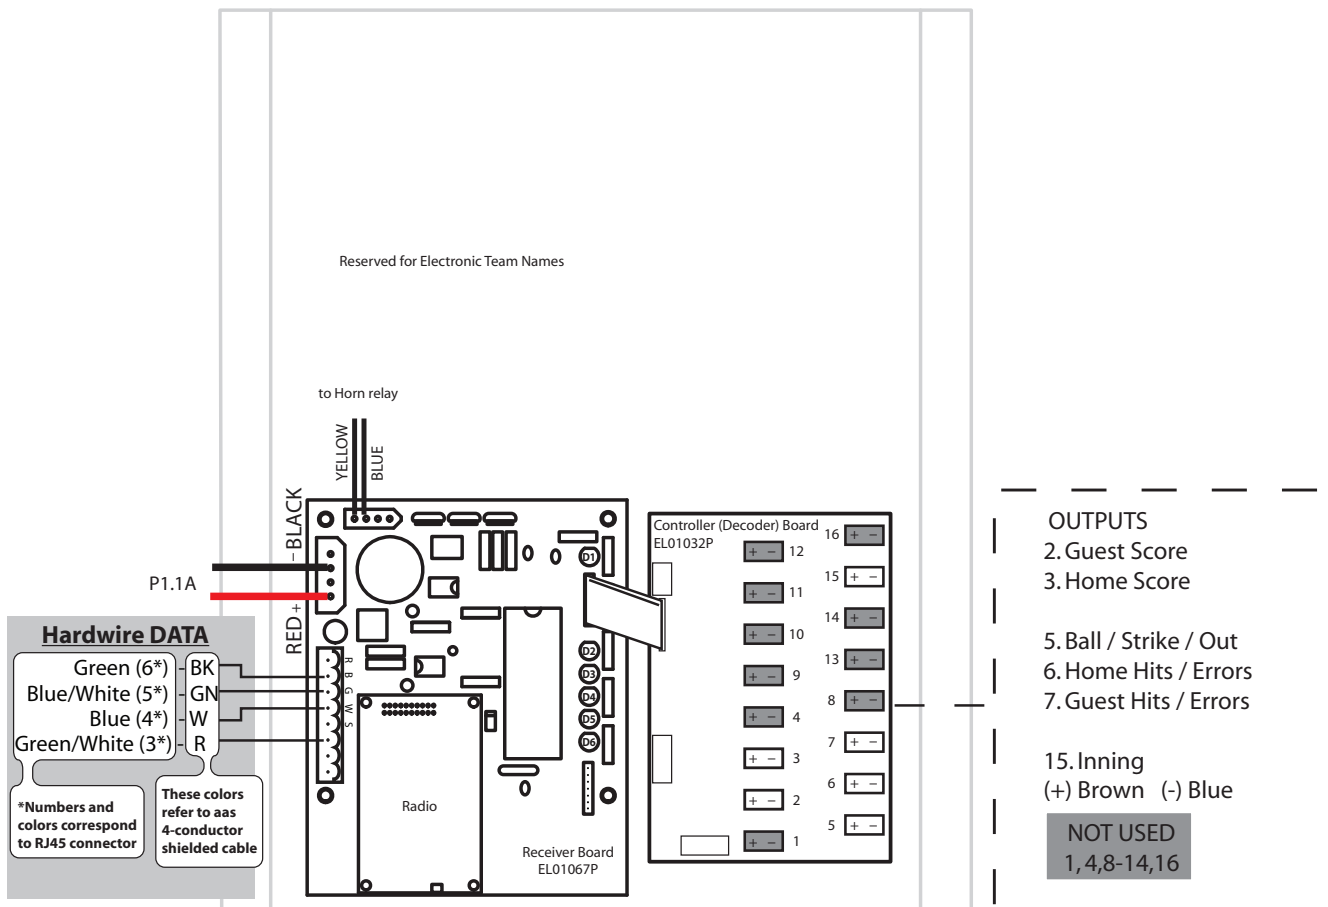 Reserved for Electronic Team Names
to Horn relay
YELLOW
BLUE
– BLACK
RED +
P1.1A
Hardwire DATA
Green (6*) - BK
Blue/White (5*) - GN
Blue (4*) - W
Green/White (3*) - R
*Numbers and
colors correspond
to RJ45 connector
These colors
refer to aas
4-conductor
shielded cable
R
B
G
W
S
D1
D2
D3
D4
D5
D6
Radio
Receiver Board
EL01067P
Controller (Decoder) Board
EL01032P
+ - 12
+ - 11
+ - 10
+ - 9
+ - 4
+ - 3
+ - 2
+ - 1
16 + -
15 + -
14 + -
13 + -
8 + -
7 + -
6 + -
5 + -
OUTPUTS
2. Guest Score
3. Home Score
5. Ball / Strike / Out
6. Home Hits / Errors
7. Guest Hits / Errors
15. Inning
(+) Brown (-) Blue
NOT USED
1, 4,8-14,16